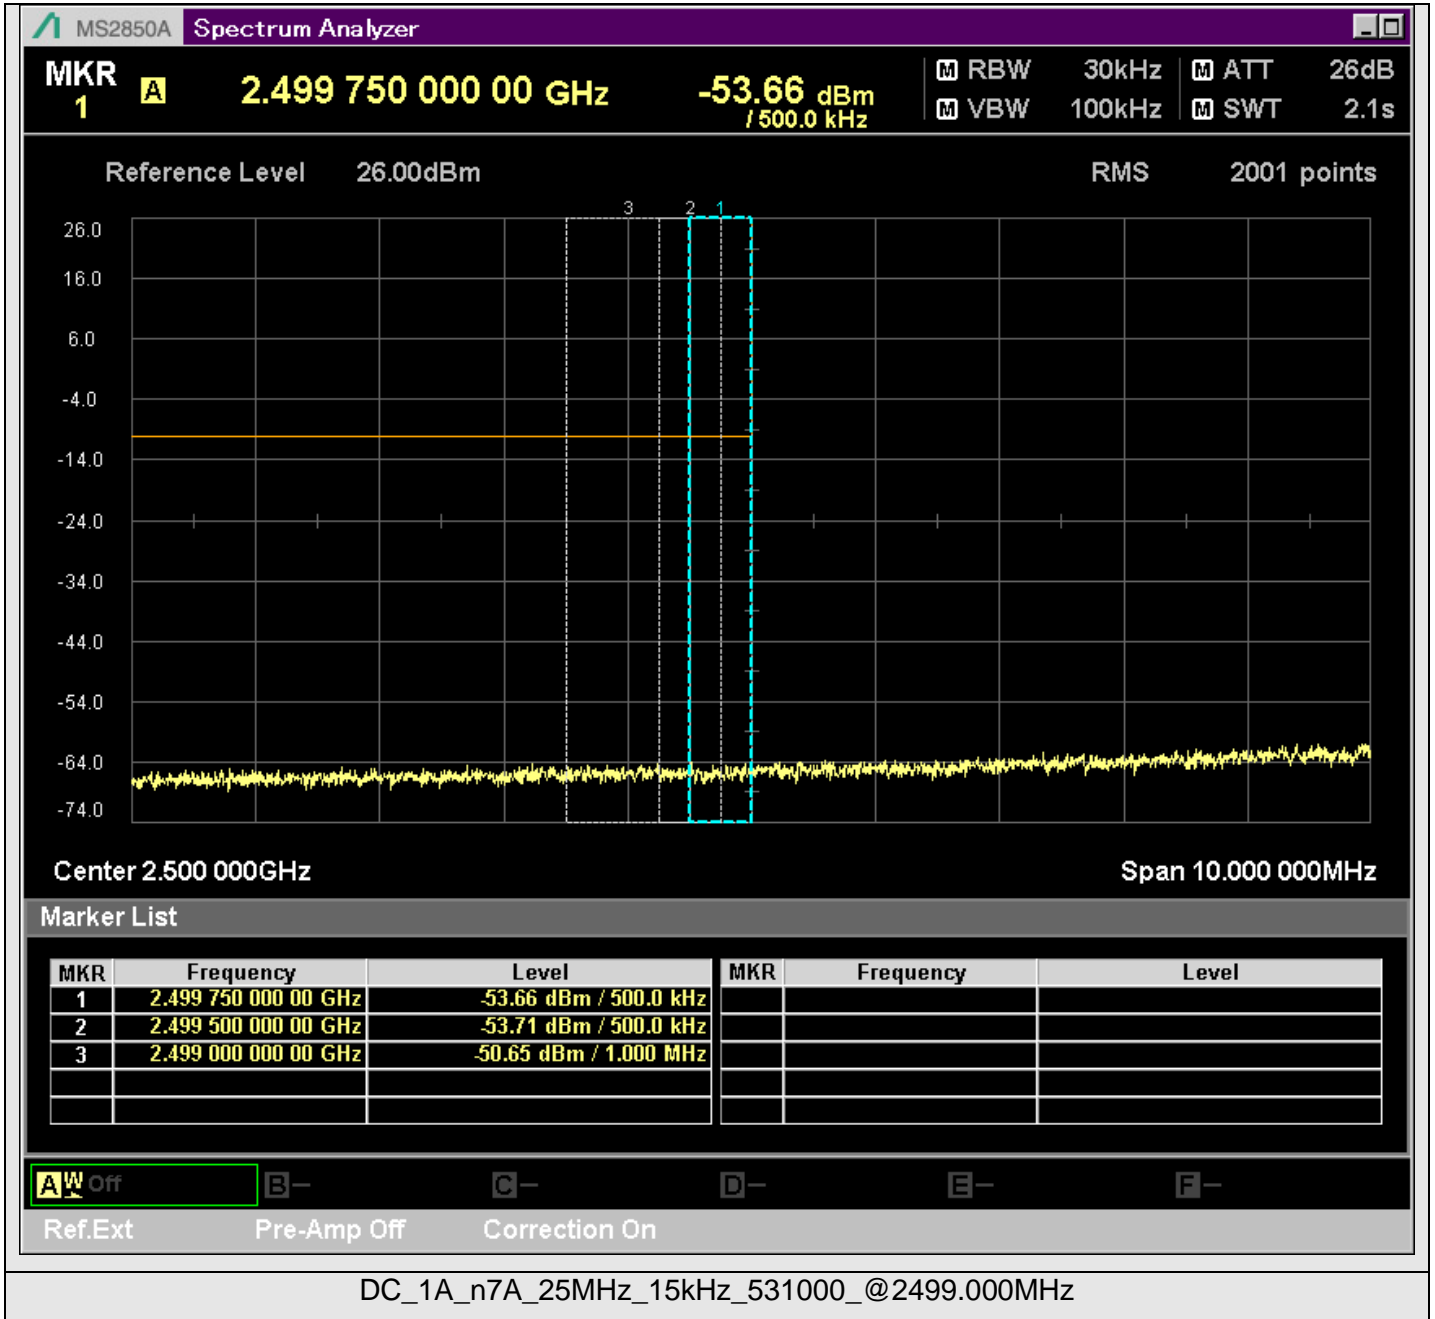 MS2850A Spectrum Analyzer
MKR 1 A 2.499 750 000 00 GHz -53.66 dBm / 500.0 kHz
M RBW 30kHz M ATT 26dB
M VBW 100kHz M SWT 2.1s
Reference Level 26.00dBm RMS 2001 points
3 2 1
26.0
16.0
6.0
-4.0
-14.0
-24.0
-34.0
-44.0
-54.0
-64.0
-74.0
Center 2.500 000GHz Span 10.000 000MHz
Marker List
MKR Frequency Level MKR Frequency Level
1 2.499 750 000 00 GHz -53.66 dBm / 500.0 kHz
2 2.499 500 000 00 GHz -53.71 dBm / 500.0 kHz
3 2.499 000 000 00 GHz -50.65 dBm / 1.000 MHz
A W Off B — C — D — E — F —
Ref.Ext Pre-Amp Off Correction On
DC_1A_n7A_25MHz_15kHz_531000_@2499.000MHz